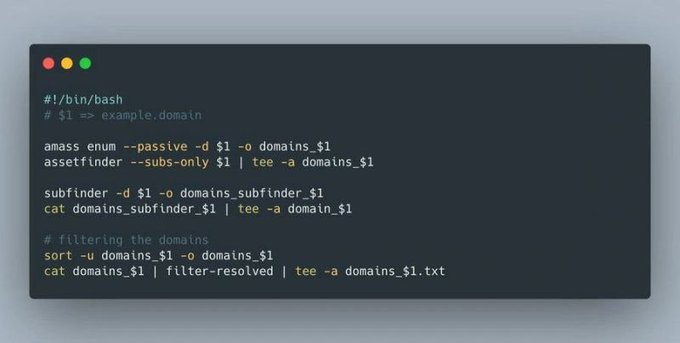 #!/bin/bash
# $1 => example.domain
amass enum --passive -d $1 -o domains_$1
assetfinder --subs-only $1 | tee -a domains_$1
subfinder -d $1 -o domains_subfinder_$1
cat domains_subfinder_$1 | tee -a domain_$1
# filtering the domains
sort -u domains_$1 -o domains_$1
cat domains_$1 | filter-resolved | tee -a domains_$1.txt